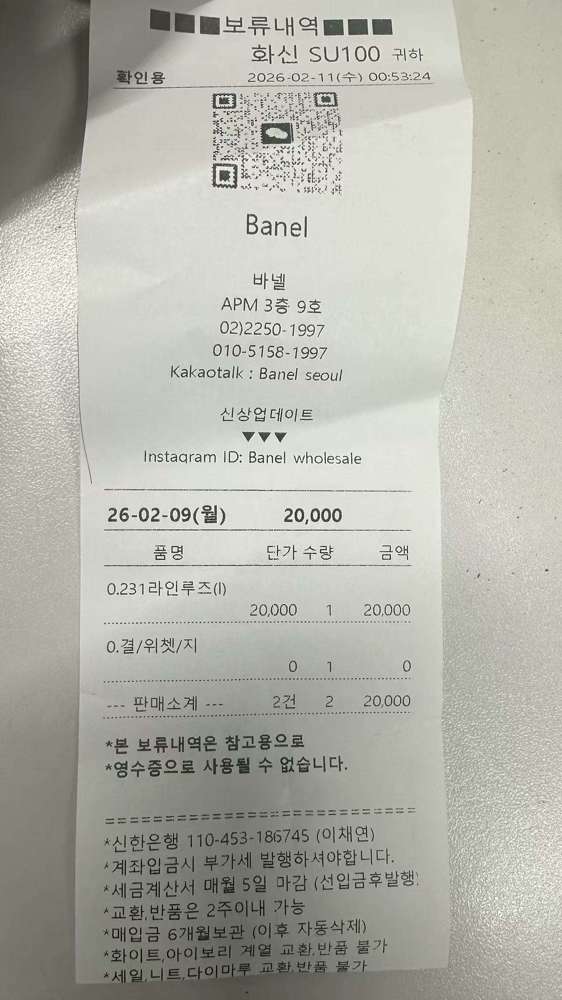 ■■■보류내역■■■
화신 SU100 귀하
확인용 2026-02-11(수) 00:53:24
Banel
바넬
APM 3층 9호
02)2250-1997
010-5158-1997
Kakaotalk : Banel seoul
신상업데이트
▼▼▼
Instagram ID: Banel wholesale
26-02-09(월) 20,000
품명 단가 수량 금액
0.231라인루즈(I)
20,000 1 20,000
0.결/위쳇/지
0 1 0
--- 판매소계 --- 2건 2 20,000
*본 보류내역은 참고용으로
*영수증으로 사용될 수 없습니다.
===================================
*신한은행 110-453-186745 (이채연)
*계좌입금시 부가세 발행하셔야합니다.
*세금계산서 매월 5일 마감 (선입금후발행)
*교환,반품은 2주이내 가능
*매입금 6개월보관 (이후 자동삭제)
*화이트,아이보리 계열 교환,반품 불가
*세일,니트,다이마루 교환,반품 불가